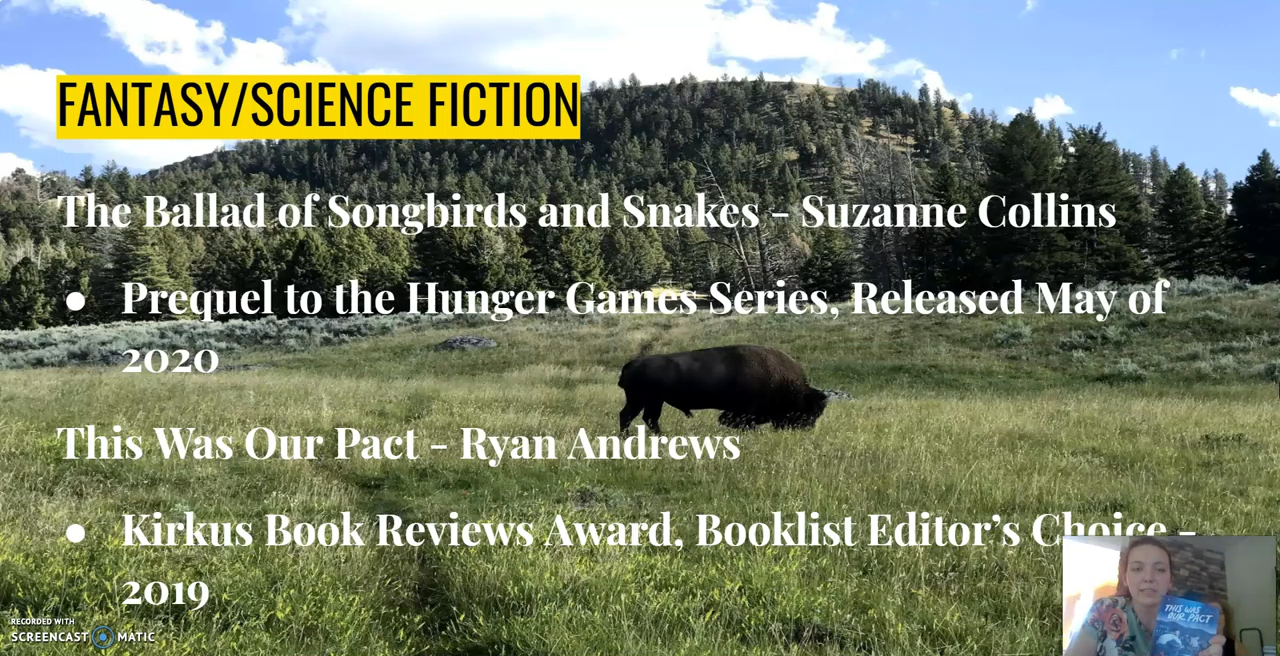 FANTASY/SCIENCE FICTION
The Ballad of Songbirds and Snakes - Suzanne Collins
● Prequel to the Hunger Games Series, Released May of
2020
This Was Our Pact - Ryan Andrews
● Kirkus Book Reviews Award, Booklist Editor's Choice -
2019
THIS WAS
OUR PACT
RECORDED WITH
SCREENCAST MATIC